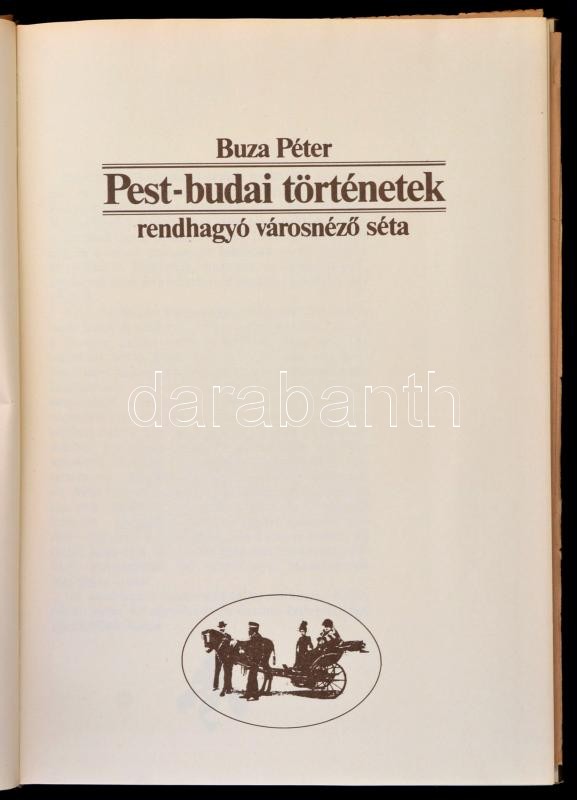 Buza Péter
Pest-budai történetek
rendhagyó városnéző séta
darabanth